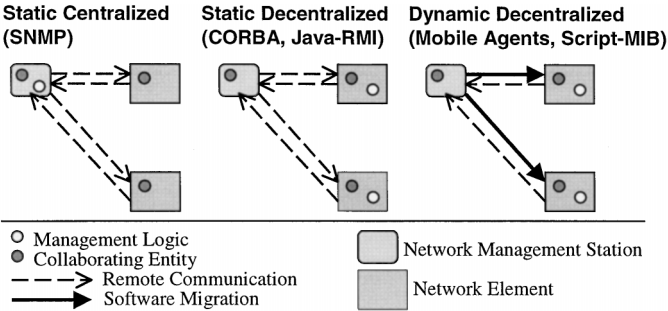 Static Centralized
(SNMP)
Static Decentralized
(CORBA, Java-RMI)
Dynamic Decentralized
(Mobile Agents, Script-MIB)
Management Logic
Collaborating Entity
Remote Communication
Software Migration
Network Management Station
Network Element